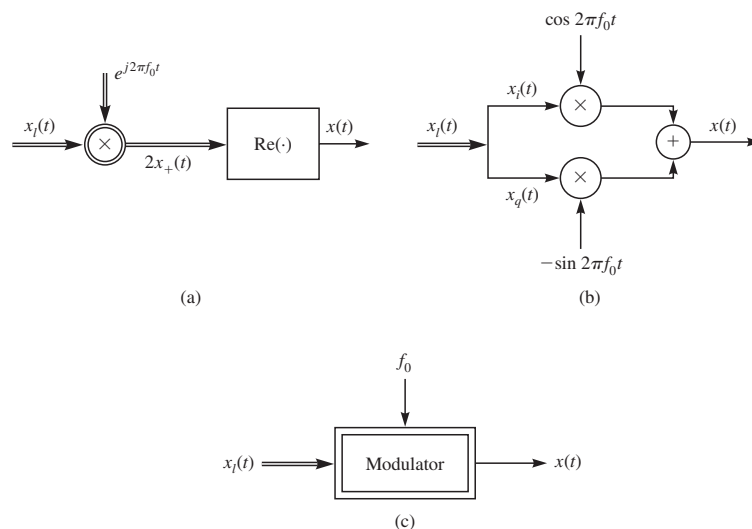 e^{j2πf₀t}
x_l(t)
×
2x₊(t)
Re(·)
x(t)
(a)
cos 2πf₀t
x_i(t)
×
x_l(t)
+
x(t)
x_q(t)
×
−sin 2πf₀t
(b)
f₀
x_l(t)
Modulator
x(t)
(c)